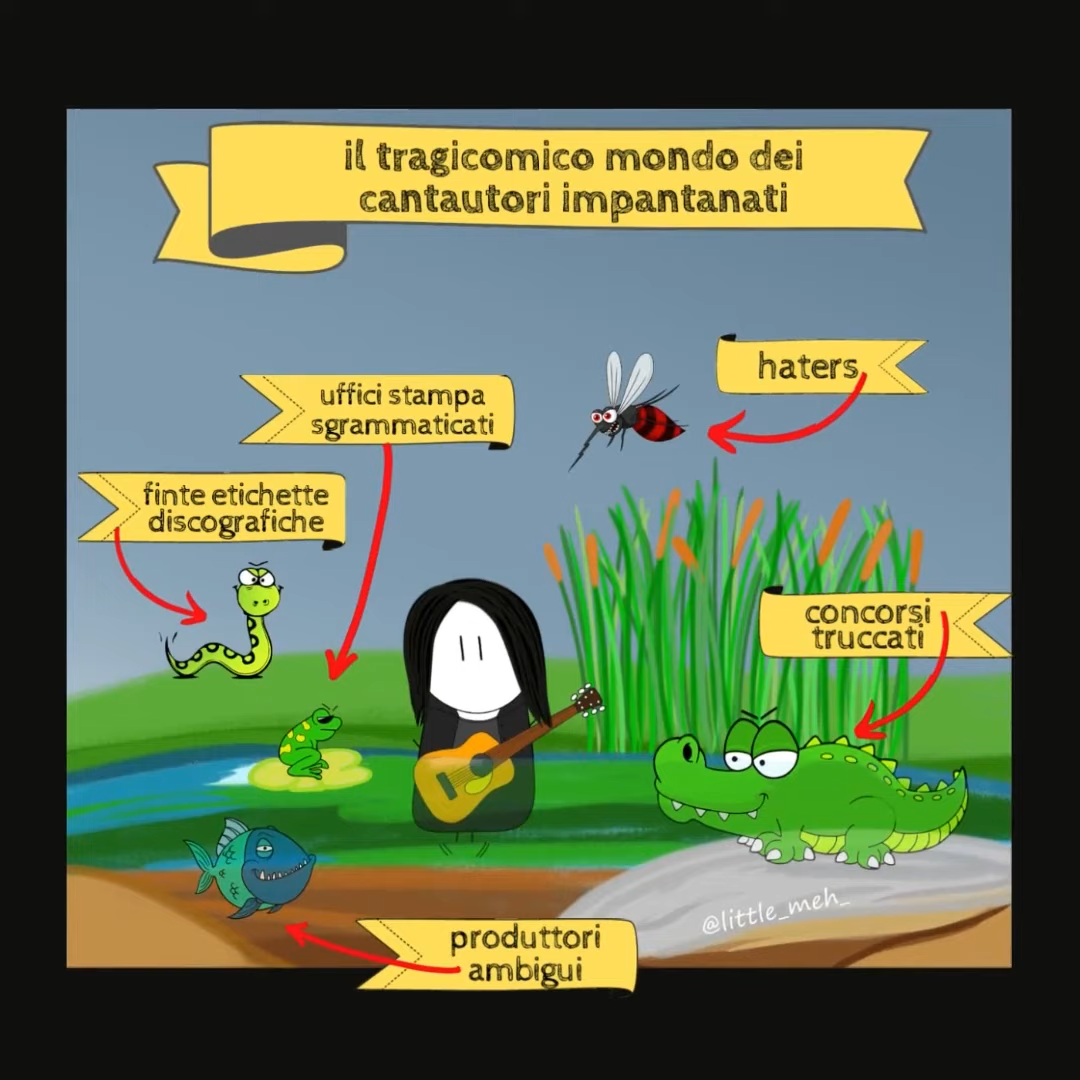 il tragicomico mondo dei
cantautori impantanati
haters
uffici stampa
sgrammaticati
finte etichette
discografiche
concorsi
truccati
@little_meh_
produttori
ambigui